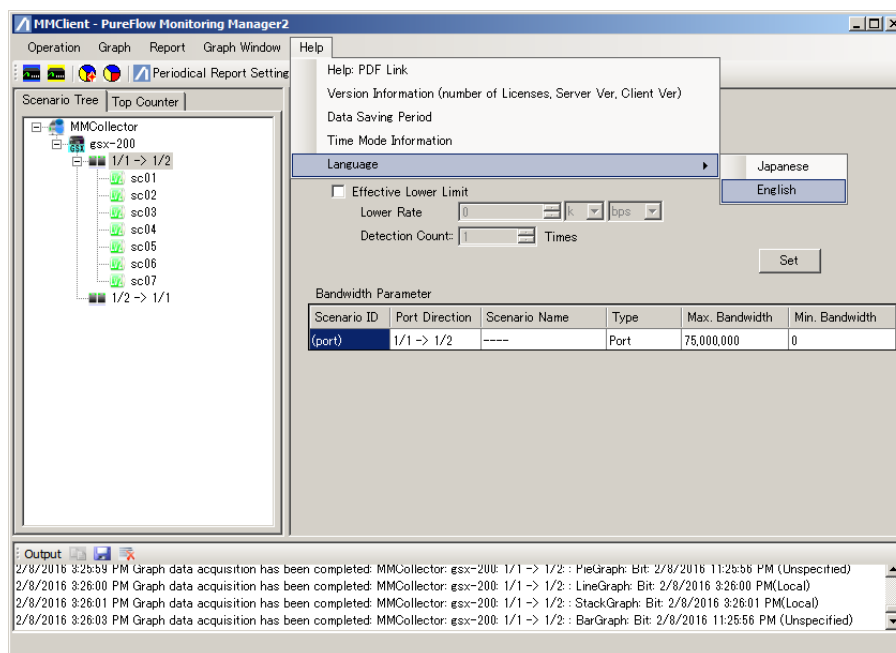 MMClient - PureFlow Monitoring Manager2
Operation Graph Report Graph Window Help
Periodical Report Setting
Help: PDF Link
Version Information (number of Licenses, Server Ver, Client Ver)
Data Saving Period
Time Mode Information
Language
Japanese
English
Scenario Tree Top Counter
MMCollector
gsx-200
1/1 -> 1/2
sc01
sc02
sc03
sc04
sc05
sc06
sc07
1/2 -> 1/1
Effective Lower Limit
Lower Rate 0 k bps
Detection Count: 1 Times
Set
Bandwidth Parameter
Scenario ID Port Direction Scenario Name Type Max. Bandwidth Min. Bandwidth
(port) 1/1 -> 1/2 ---- Port 75,000,000 0
Output
2/8/2016 3:25:59 PM Graph data acquisition has been completed: MMCollector: gsx-200: 1/1 -> 1/2: : PieGraph: Bit: 2/8/2016 11:25:56 PM (Unspecified)
2/8/2016 3:26:00 PM Graph data acquisition has been completed: MMCollector: gsx-200: 1/1 -> 1/2: : LineGraph: Bit: 2/8/2016 3:26:00 PM(Local)
2/8/2016 3:26:01 PM Graph data acquisition has been completed: MMCollector: gsx-200: 1/1 -> 1/2: : StackGraph: Bit: 2/8/2016 3:26:01 PM(Local)
2/8/2016 3:26:03 PM Graph data acquisition has been completed: MMCollector: gsx-200: 1/1 -> 1/2: : BarGraph: Bit: 2/8/2016 11:25:56 PM (Unspecified)